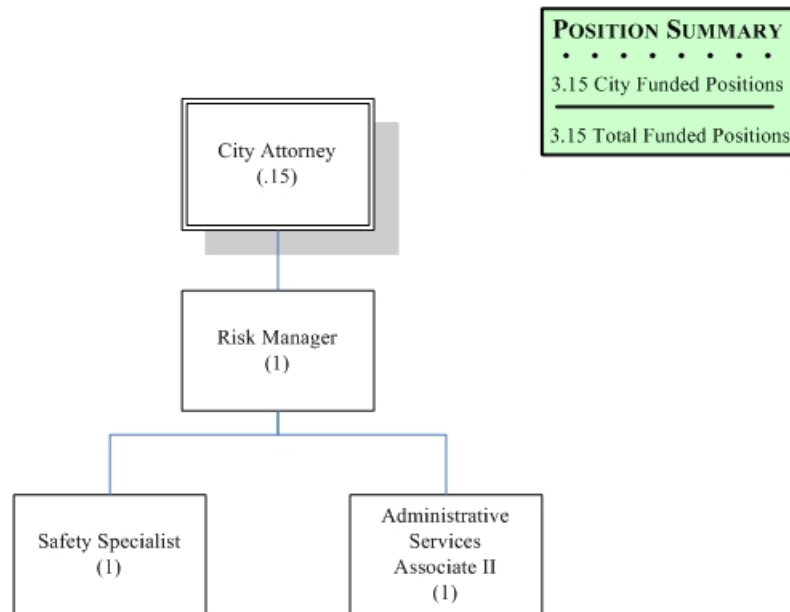 POSITION SUMMARY
3.15 City Funded Positions
3.15 Total Funded Positions
City Attorney
(.15)
Risk Manager
(1)
Safety Specialist
(1)
Administrative
Services
Associate II
(1)